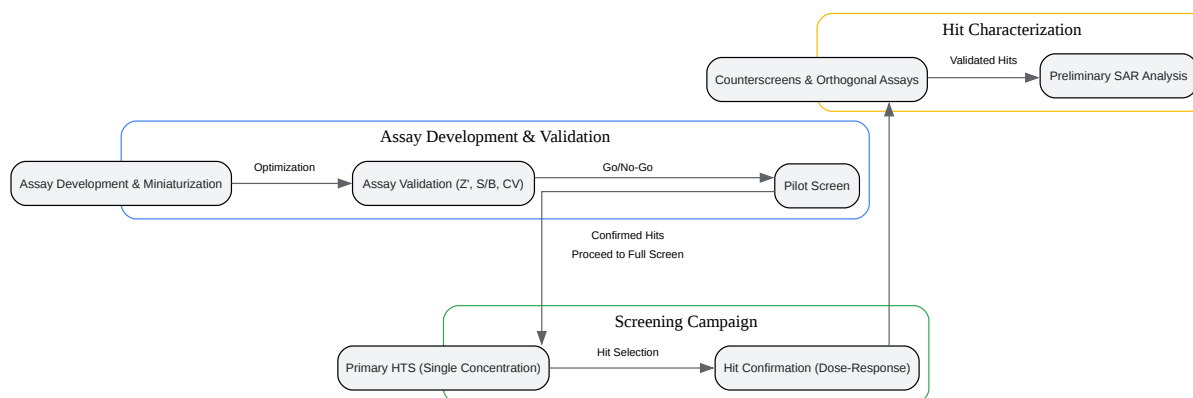 Hit Characterization
Validated Hits
Counterscreens & Orthogonal Assays
Preliminary SAR Analysis
Assay Development & Validation
Optimization
Go/No-Go
Assay Development & Miniaturization
Assay Validation (Z', S/B, CV)
Pilot Screen
Confirmed Hits
Proceed to Full Screen
Screening Campaign
Hit Selection
Primary HTS (Single Concentration)
Hit Confirmation (Dose-Response)